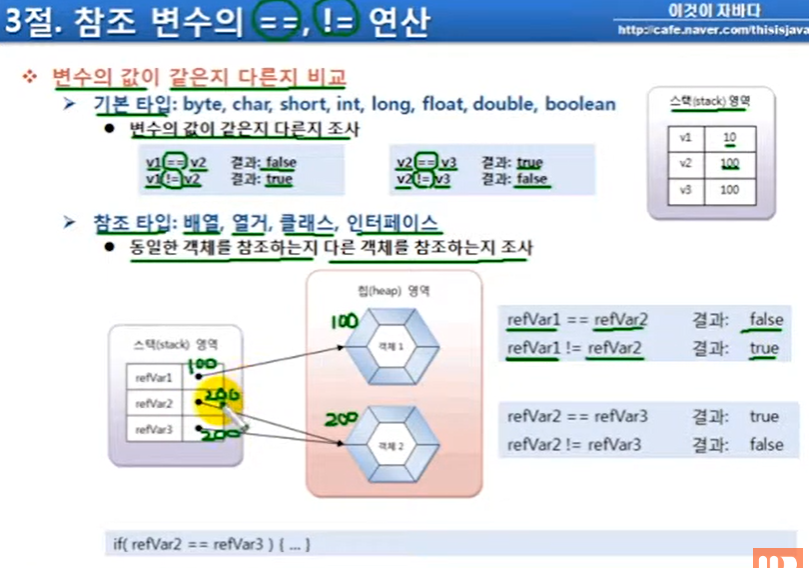 3절. 참조 변수의 ==, != 연산
이것이 자바다
http://cafe.naver.com/thisisjava
변수의 값이 같은지 다른지 비교
기본 타입: byte, char, short, int, long, float, double, boolean
변수의 값이 같은지 다른지 조사
v1 == v2 결과: false
v1 != v2 결과: true
v2 == v3 결과: true
v2 != v3 결과: false
스택(stack) 영역
v1 10
v2 100
v3 100
참조 타입: 배열, 열거, 클래스, 인터페이스
동일한 객체를 참조하는지 다른 객체를 참조하는지 조사
스택(stack) 영역
100
refVar1
200
refVar2
refVar3
200
힙(heap) 영역
100
객체 1
200
객체 2
refVar1 == refVar2 결과: false
refVar1 != refVar2 결과: true
refVar2 == refVar3 결과: true
refVar2 != refVar3 결과: false
if( refVar2 == refVar3 ) { ... }